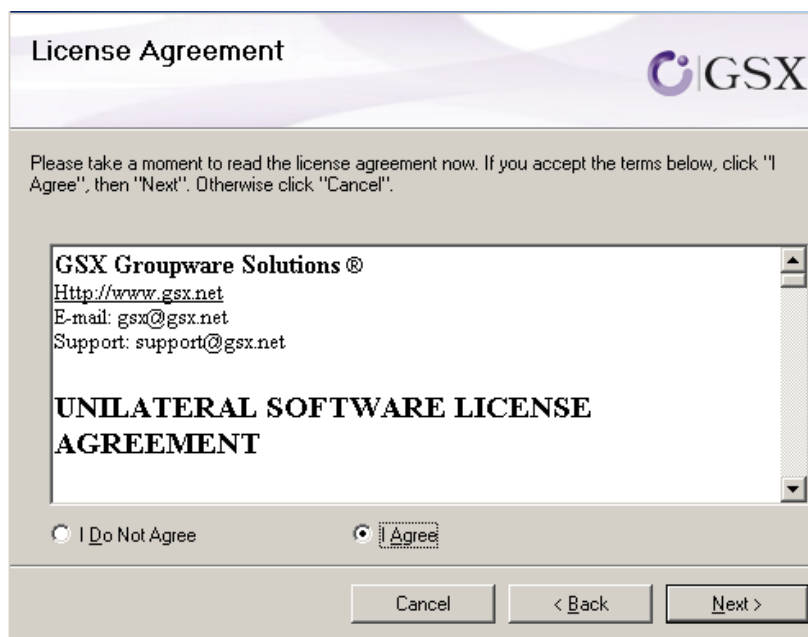 License Agreement
GSX
Please take a moment to read the license agreement now. If you accept the terms below, click "I
Agree", then "Next". Otherwise click "Cancel".
GSX Groupware Solutions ®
Http://www.gsx.net
E-mail: gsx@gsx.net
Support: support@gsx.net
UNILATERAL SOFTWARE LICENSE
AGREEMENT
I Do Not Agree
I Agree
Cancel
< Back
Next >